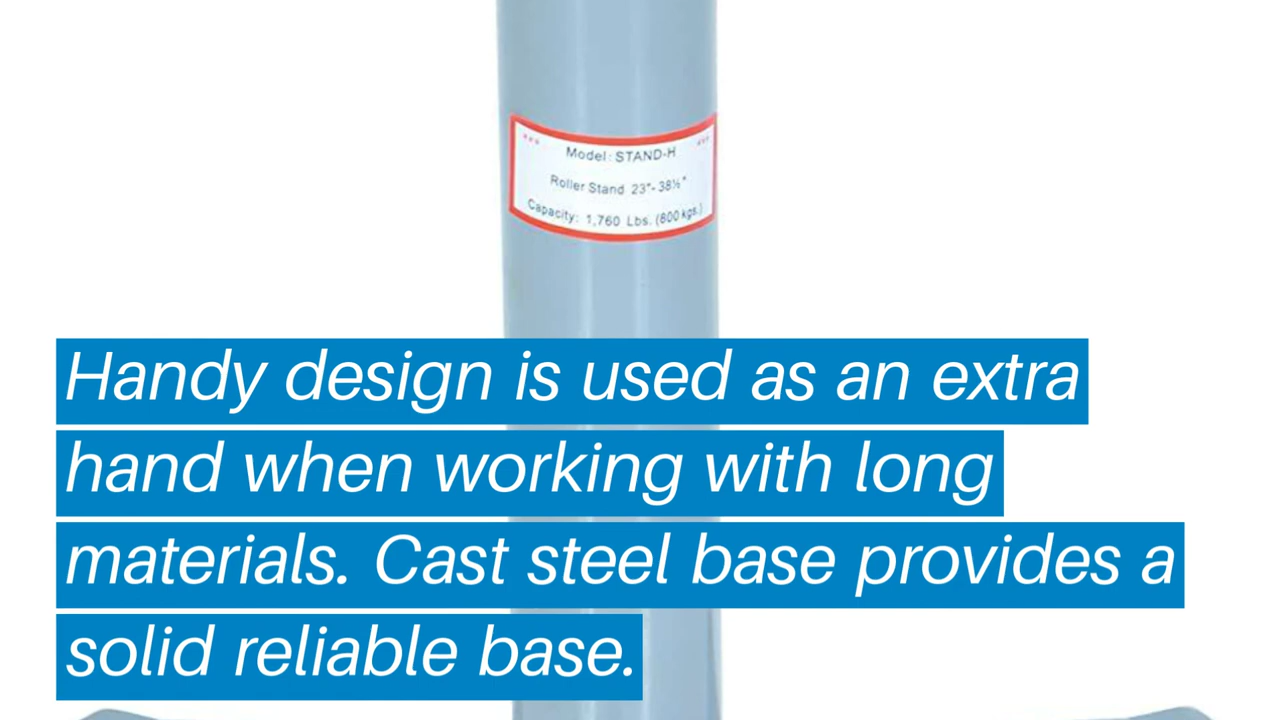 Model: STAND-H
Roller Stand 23"- 38½"
Capacity: 1,760 Lbs. (800 kgs.)
Handy design is used as an extra
hand when working with long
materials. Cast steel base provides a
solid reliable base.